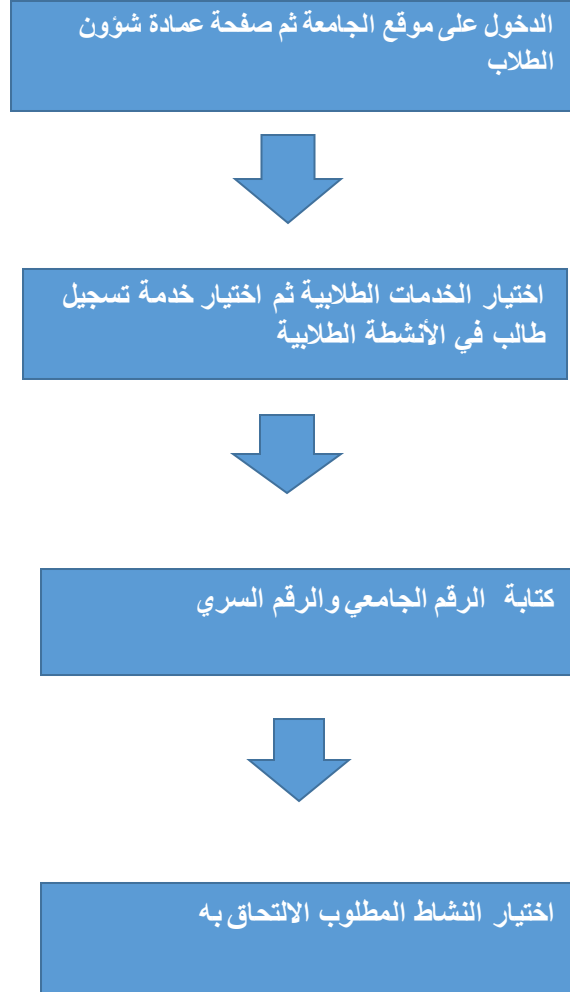 الدخول على موقع الجامعة ثم صفحة عمادة شؤون
الطلاب
اختيار الخدمات الطلابية ثم اختيار خدمة تسجيل
طالب في الأنشطة الطلابية
كتابة الرقم الجامعي والرقم السري
اختيار النشاط المطلوب الالتحاق به